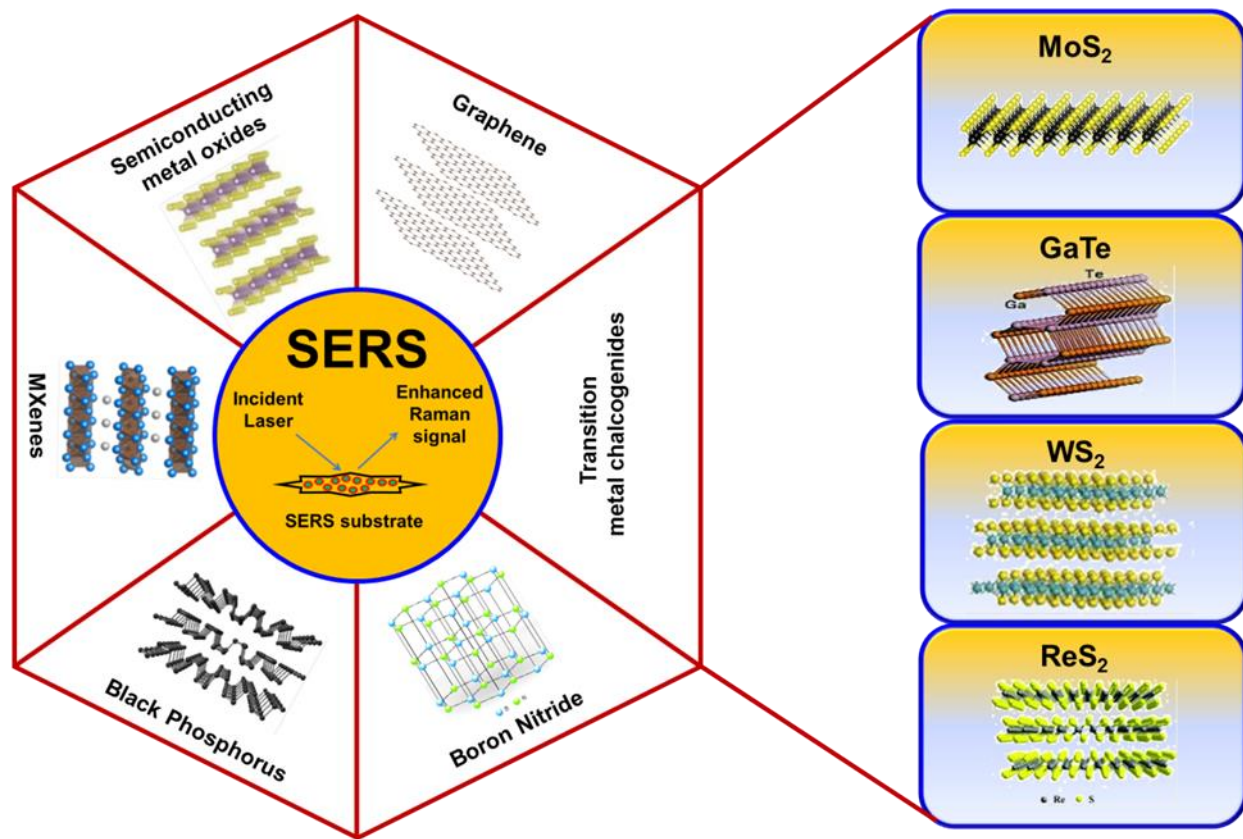 Semiconducting
metal oxides
Graphene
MXenes
SERS
Incident
Laser
Enhanced
Raman
signal
SERS substrate
Transition
metal chalcogenides
Black Phosphorus
Boron Nitride
B N
MoS₂
GaTe
Te
Ga
WS₂
ReS₂
Re S